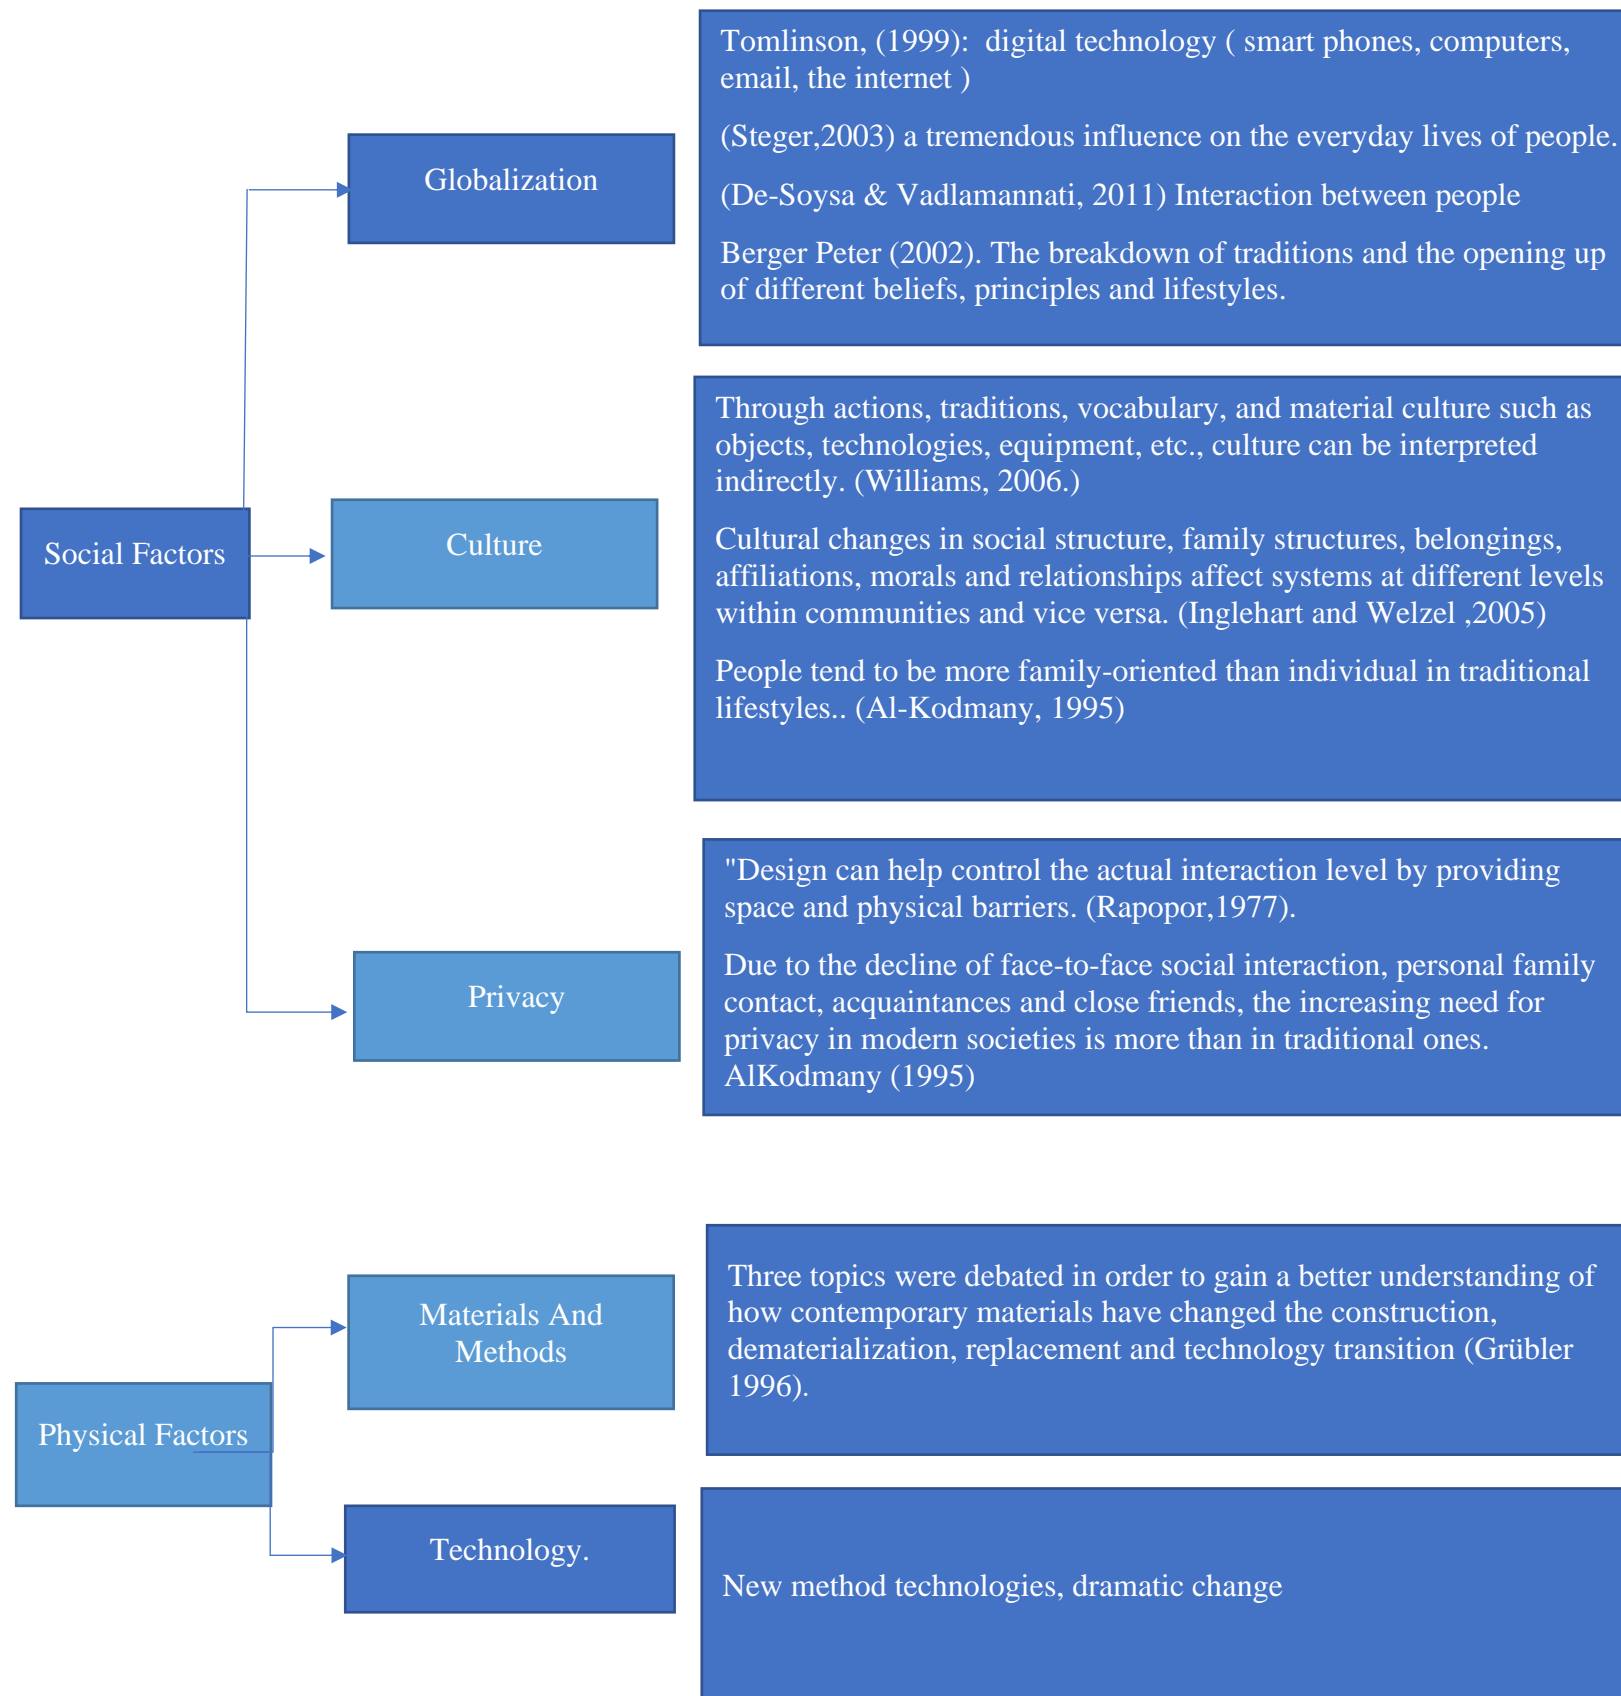 Tomlinson, (1999):  digital technology ( smart phones, computers,
email, the internet )
(Steger,2003) a tremendous influence on the everyday lives of people.
(De-Soysa & Vadlamannati, 2011) Interaction between people
Berger Peter (2002). The breakdown of traditions and the opening up
of different beliefs, principles and lifestyles.
Globalization
Through actions, traditions, vocabulary, and material culture such as
objects, technologies, equipment, etc., culture can be interpreted
indirectly. (Williams, 2006.)
Cultural changes in social structure, family structures, belongings,
affiliations, morals and relationships affect systems at different levels
within communities and vice versa. (Inglehart and Welzel ,2005)
People tend to be more family-oriented than individual in traditional
lifestyles.. (Al-Kodmany, 1995)
Social Factors
Culture
"Design can help control the actual interaction level by providing
space and physical barriers. (Rapopor,1977).
Due to the decline of face-to-face social interaction, personal family
contact, acquaintances and close friends, the increasing need for
privacy in modern societies is more than in traditional ones.
AlKodmany (1995)
Privacy
Materials And
Methods
Three topics were debated in order to gain a better understanding of
how contemporary materials have changed the construction,
dematerialization, replacement and technology transition (Grübler
1996).
Physical Factors
Technology.
New method technologies, dramatic change